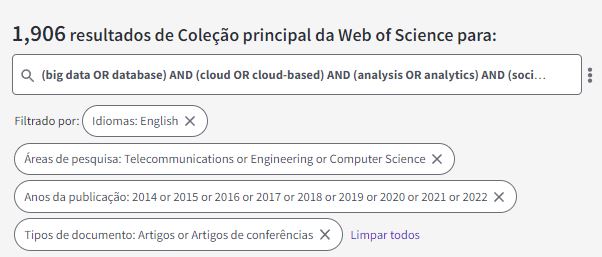 1,906 resultados de Coleção principal da Web of Science para:
(big data OR database) AND (cloud OR cloud-based) AND (analysis OR analytics) AND (soci...
Filtrado por: Idiomas: English
Áreas de pesquisa: Telecommunications or Engineering or Computer Science
Anos da publicação: 2014 or 2015 or 2016 or 2017 or 2018 or 2019 or 2020 or 2021 or 2022
Tipos de documento: Artigos or Artigos de conferências Limpar todos